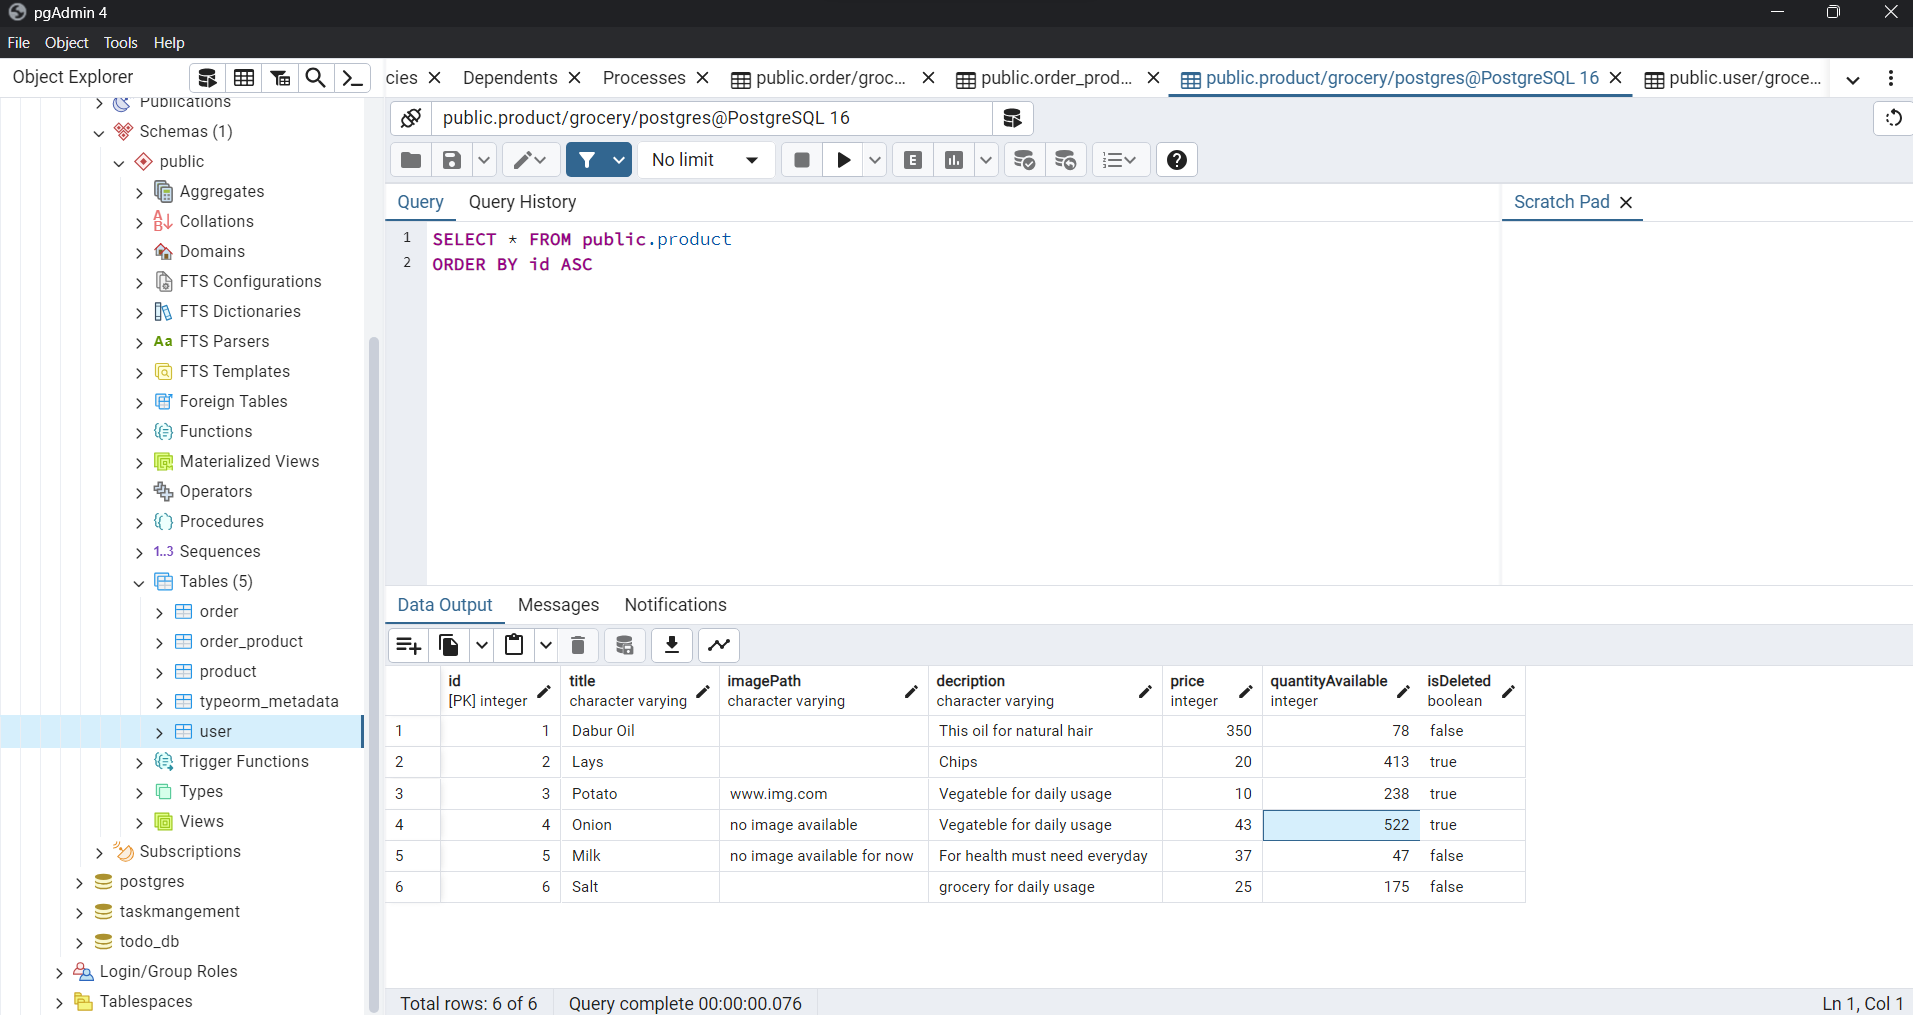 pgAdmin 4
File Object Tools Help
Object Explorer
cies Dependents Processes public.order/groc... public.order_prod... public.product/grocery/postgres@PostgreSQL 16 public.user/groce...
public.product/grocery/postgres@PostgreSQL 16
No limit
E
Query Query History
Scratch Pad
1 SELECT * FROM public.product
2 ORDER BY id ASC
Publications
Schemas (1)
public
Aggregates
Collations
Domains
FTS Configurations
FTS Dictionaries
Aa FTS Parsers
FTS Templates
Foreign Tables
Functions
Materialized Views
Operators
Procedures
1..3 Sequences
Tables (5)
order
order_product
product
typeorm_metadata
user
Trigger Functions
Types
Views
Subscriptions
postgres
taskmangement
todo_db
Login/Group Roles
Tablespaces
Data Output Messages Notifications
id title imagePath decription price quantityAvailable isDeleted
[PK] integer character varying character varying character varying integer integer boolean
1 1 Dabur Oil This oil for natural hair 350 78 false
2 2 Lays Chips 20 413 true
3 3 Potato www.img.com Vegateble for daily usage 10 238 true
4 4 Onion no image available Vegateble for daily usage 43 522 true
5 5 Milk no image available for now For health must need everyday 37 47 false
6 6 Salt grocery for daily usage 25 175 false
Total rows: 6 of 6 Query complete 00:00:00.076 Ln 1, Col 1